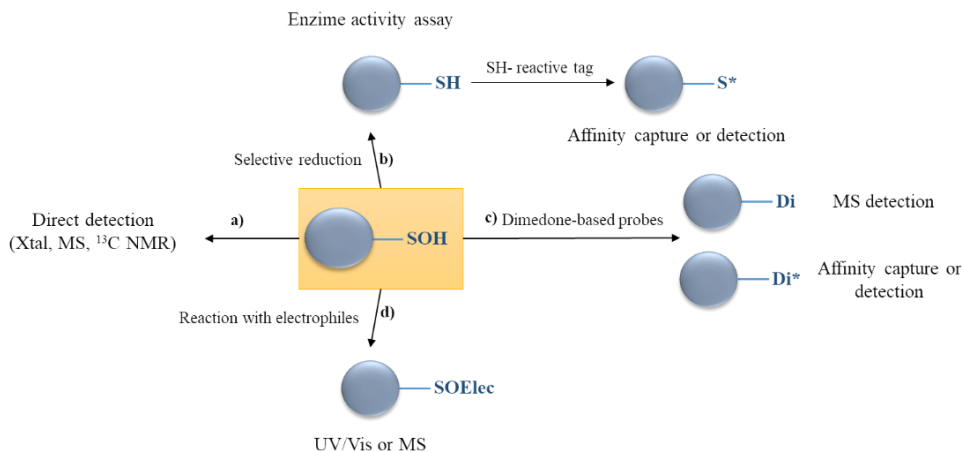 Enzime activity assay
SH
SH- reactive tag
S*
Affinity capture or detection
Selective reduction
b)
Di
MS detection
Direct detection
(Xtal, MS, ¹³C NMR)
a)
SOH
c) Dimedone-based probes
Di*
Affinity capture or
detection
Reaction with electrophiles
d)
SOElec
UV/Vis or MS